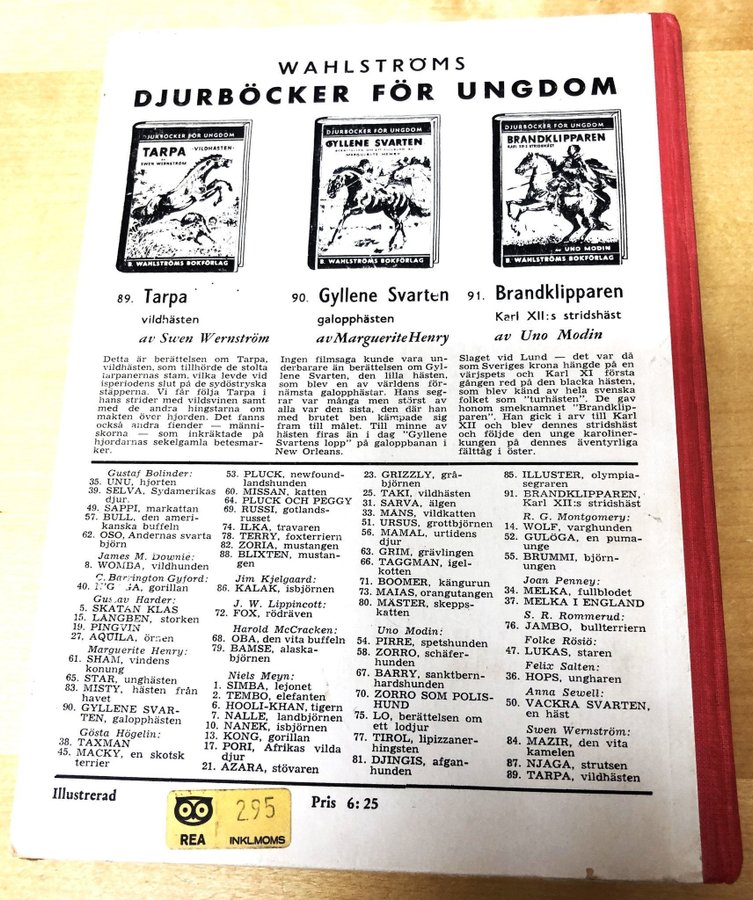 WAHLSTRÖMS
DJURBÖCKER FÖR UNGDOM
DJURBÖCKER FÖR UNGDOM
TARPA
VILDHÄSTEN
SWEN WERNSTRÖM
B. WAHLSTRÖMS BOKFÖRLAG
DJURBÖCKER FÖR UNGDOM
GYLLENE SVARTEN
MARGUERITE HENRY
B. WAHLSTRÖMS BOKFÖRLAG
DJURBÖCKER FÖR UNGDOM
BRANDKLIPPAREN
KARL XII:S STRIDSHÄST
av UNO MODIN
B. WAHLSTRÖMS BOKFÖRLAG
89. Tarpa
vildhästen
av Swen Wernström
Detta är berättelsen om Tarpa,
vildhästen, som tillhörde de stolta
tarpanernas stam, vilka levde vid
isperiodens slut på de sydöstryska
stäpperna. Vi får följa Tarpa i
hans strider med vildsvinen samt
med de andra hingstarna om
makten över hjorden. Det fanns
också andra fiender — männi-
skorna — som inkräktade på
hjordarnas sekelgamla betesmar-
ker.
90. Gyllene Svarten
galopphästen
av Marguerite Henry
Ingen filmsaga kunde vara un-
derbarare än berättelsen om Gyl-
lene Svarten, den lilla hästen,
som blev en av världens för-
nämsta galopphästar. Hans seg-
rar var många men störst av
alla var den sista, den där han
med brutet ben kämpade sig
fram till målet. Till minne av
hästen firas än i dag "Gyllene
Svartens lopp" på galoppbanan i
New Orleans.
91. Brandklipparen
Karl XII:s stridshäst
av Uno Modin
Slaget vid Lund — det var då
som Sveriges krona hängde på en
värjspets och Karl XI första
gången red på den blacka hästen,
som blev känd av hela svenska
folket som "turhästen". De gav
honom smeknamnet "Brandklip-
paren". Han gick i arv till Karl
XII och blev dennes stridshäst
och följde den unge karoliner-
kungen på dennes äventyrliga
fälttåg i öster.
Gustaf Bolinder:
35. UNU, hjorten
39. SELVA, Sydamerikas
djur.
49. SAPPI, markattan
57. BULL, den ameri-
kanska buffeln
62. OSO, Andernas svarta
björn
James M. Downie:
8. WOMBA, vildhunden
C. Barrington Gyford:
40. GA, gorillan
Gustav Harder:
5. SKATAN KLAS
15. LÅNGBEN, storken
19. PINGVIN
27. AQUILA, örnen
Marguerite Henry:
61. SHAM, vindens
konung
65. STAR, unghästen
83. MISTY, hästen från
havet
90. GYLLENE SVAR-
TEN, galopphästen
Gösta Högelin:
38. TAXMAN
45. MACKY, en skotsk
terrier
53. PLUCK, newfound-
landshunden
60. MISSAN, katten
64. PLUCK OCH PEGGY
69. RUSSI, gotlands-
russet
74. ILKA, travaren
78. TERRY, foxterriern
82. ZORIA, mustangen
88. BLIXTEN, mustan-
gen
Jim Kjelgaard:
86. KALAK, isbjörnen
J. W. Lippincott:
72. FOX, rödräven
Harold McCracken:
68. OBA, den vita buffeln
79. BAMSE, alaska-
björnen
Niels Meyn:
1. SIMBA, lejonet
2. TEMBO, elefanten
6. HOOLI-KHAN, tigern
7. NALLE, landbjörnen
10. NANEK, isbjörnen
13. KONG, gorillan
17. PORI, Afrikas vilda
djur
21. AZARA, stövaren
23. GRIZZLY, grå-
björnen
25. TAKI, vildhästen
31. SARVA, älgen
33. MÅNS, vildkatten
51. URSUS, grottbjörnen
56. MAMAL, urtidens
djur
63. GRIM, grävlingen
66. TAGGMAN, igel-
kotten
71. BOOMER, kängurun
73. MAIAS, orangutangen
80. MÄSTER, skepps-
katten
Uno Modin:
54. PIRRE, spetshunden
58. ZORRO, schäfer-
hunden
67. BARRY, sanktbern-
hardshunden
70. ZORRO SOM POLIS-
HUND
75. LO, berättelsen om
ett lodjur
77. TIROL, lipizzaner-
hingsten
81. DJINGIS, afgan-
hunden
85. ILLUSTER, olympia-
segraren
91. BRANDKLIPPAREN,
Karl XII:s stridshäst
R. G. Montgomery:
14. WOLF, varghunden
52. GULÖGA, en puma-
unge
55. BRUMMI, björn-
ungen
Joan Penney:
34. MELKA, fullblodet
37. MELKA I ENGLAND
S. R. Rommerud:
76. JAMBO, bullterriern
Folke Rösiö:
47. LUKAS, staren
Felix Salten:
36. HOPS, ungharen
Anna Sewell:
50. VACKRA SVARTEN,
en häst
Swen Wernström:
84. MAZIR, den vita
kamelen
87. NJAGA, strutsen
89. TARPA, vildhästen
Illustrerad
REA
295
INKL.MOMS
Pris 6:25